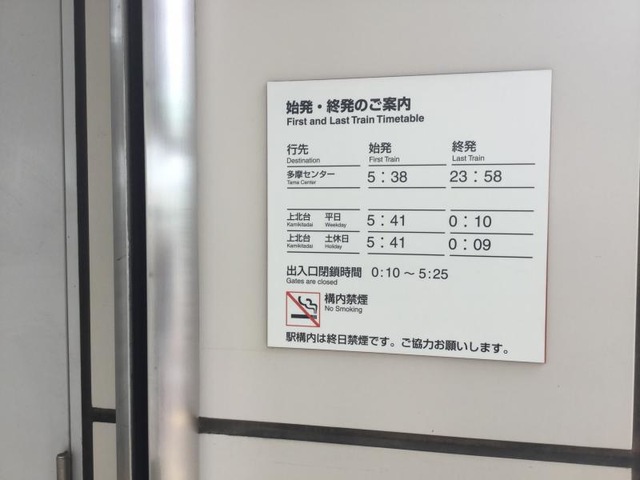 始発・終発のご案内
First and Last Train Timetable
行先 始発 終発
Destination First Train Last Train
多摩センター 5：38 23：58
Tama Center
上北台 平日 5：41 0：10
Kamikitadai Weekday
上北台 土休日 5：41 0：09
Kamikitadai Holiday
出入口閉鎖時間 0：10～5：25
Gates are closed
構内禁煙
No Smoking
駅構内は終日禁煙です。ご協力お願いします。